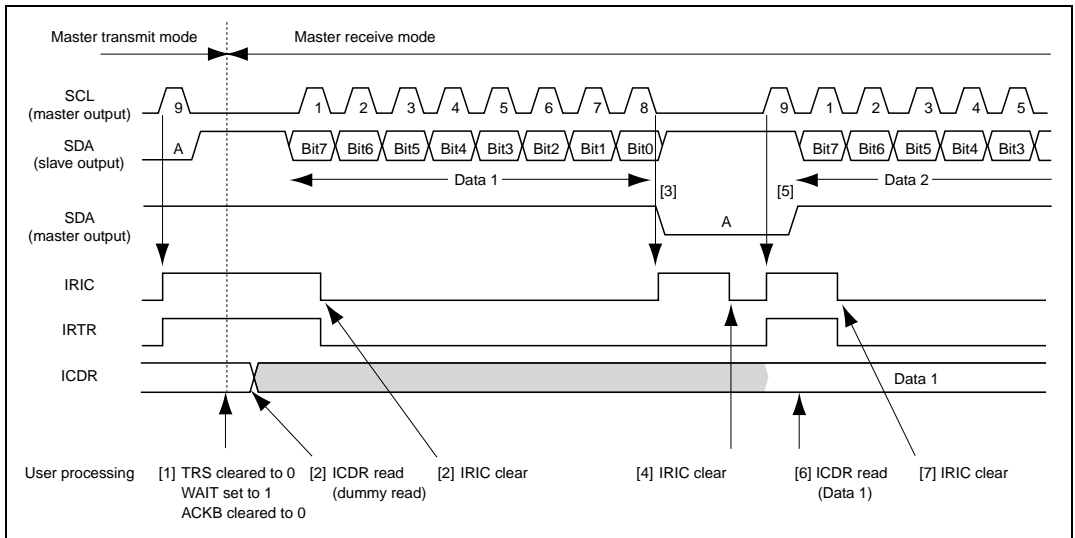 Master transmit mode
Master receive mode
SCL
(master output)
9 1 2 3 4 5 6 7 8 9 1 2 3 4 5
SDA
(slave output)
A Bit7 Bit6 Bit5 Bit4 Bit3 Bit2 Bit1 Bit0 Bit7 Bit6 Bit5 Bit4 Bit3
Data 1 [3] [5] Data 2
SDA
(master output)
A
IRIC
IRTR
ICDR
Data 1
User processing
[1] TRS cleared to 0
WAIT set to 1
ACKB cleared to 0
[2] ICDR read
(dummy read)
[2] IRIC clear
[4] IRIC clear
[6] ICDR read
(Data 1)
[7] IRIC clear